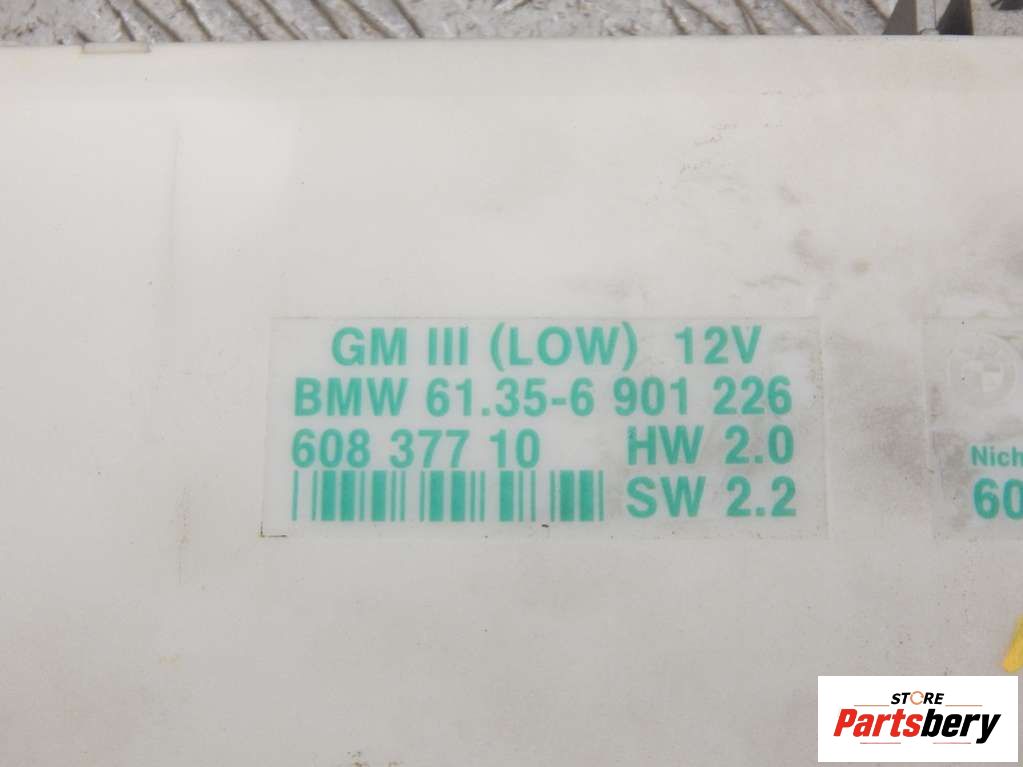 GM III (LOW) 12V
BMW 61.35-6 901 226
608 377 10 HW 2.0
SW 2.2
Nich
60
STORE
Partsbery